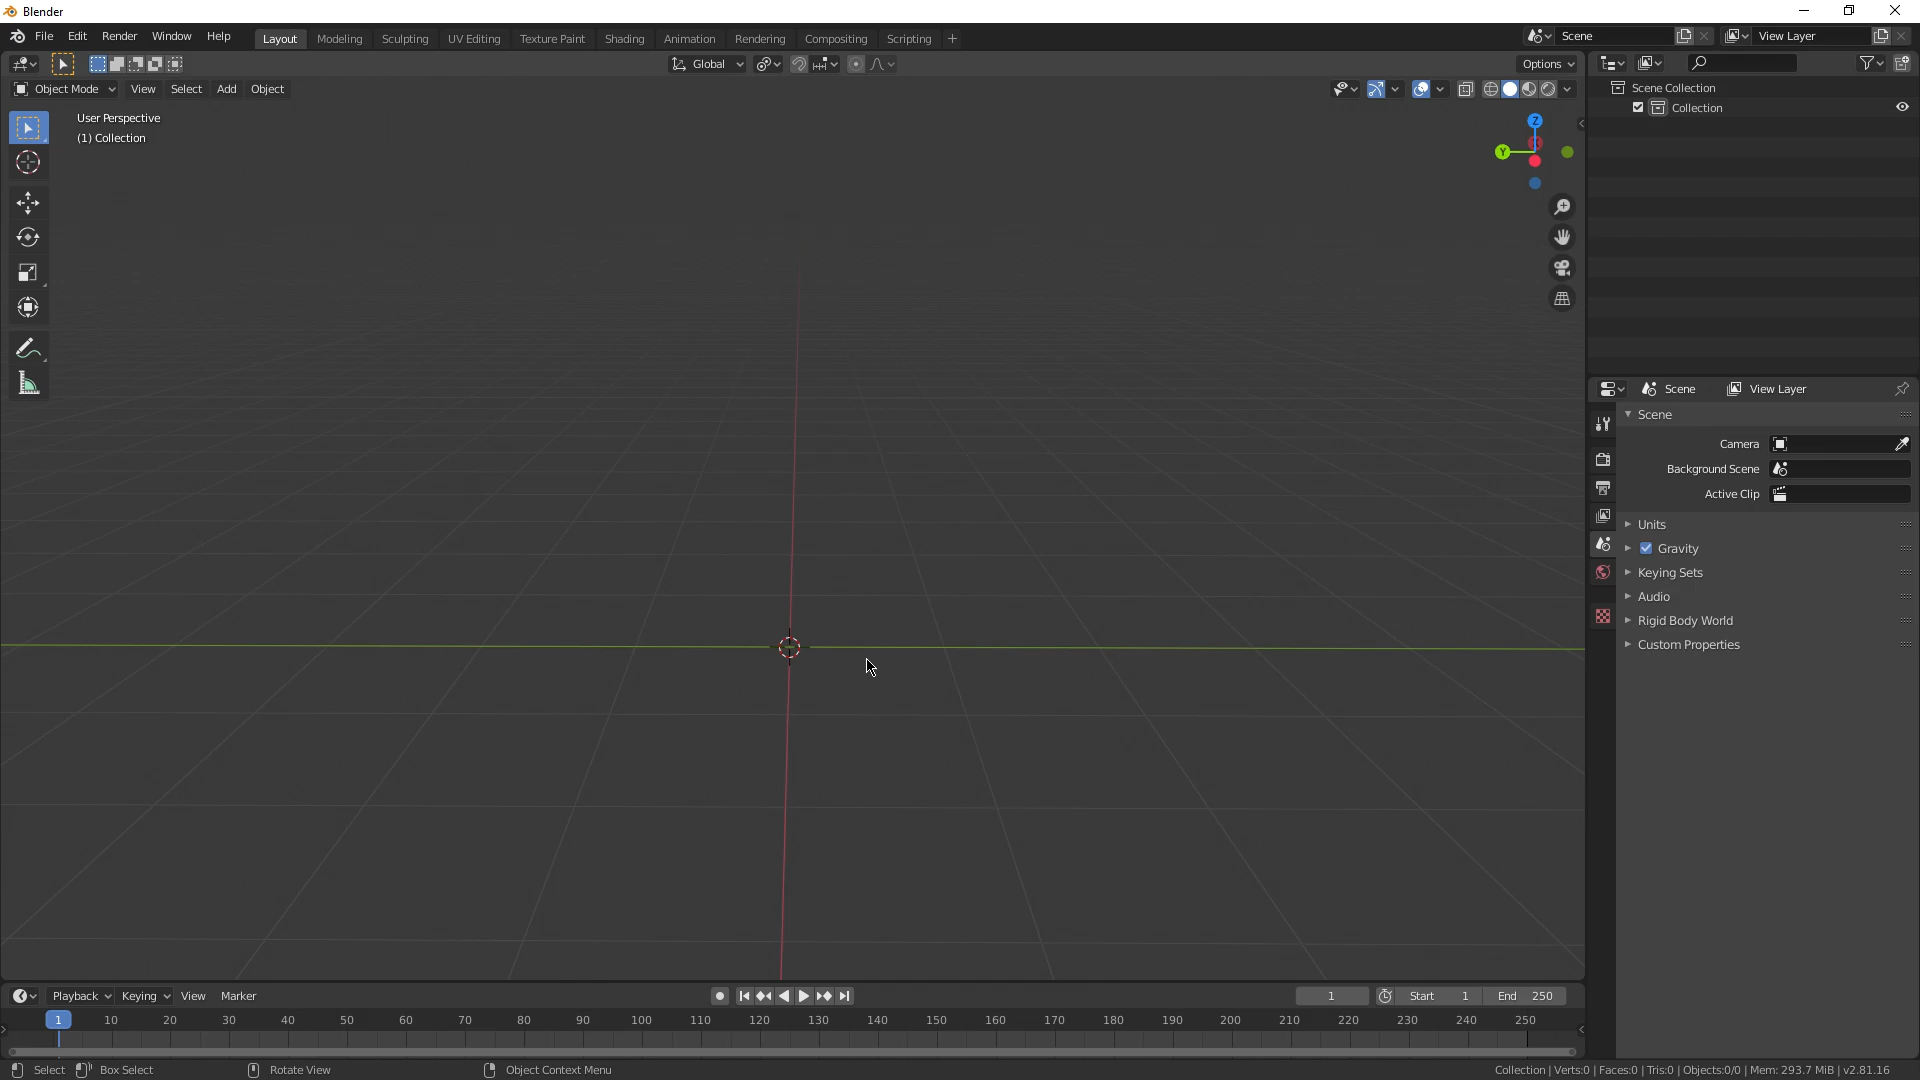 Blender
File Edit Render Window Help
Layout Modeling Sculpting UV Editing Texture Paint Shading Animation Rendering Compositing Scripting +
Scene
View Layer
Global
Options
Object Mode View Select Add Object
User Perspective
(1) Collection
Z
Y
Scene Collection
Collection
Scene View Layer
Scene
Camera
Background Scene
Active Clip
Units
Gravity
Keying Sets
Audio
Rigid Body World
Custom Properties
Playback Keying View Marker
1
Start 1
End 250
1 10 20 30 40 50 60 70 80 90 100 110 120 130 140 150 160 170 180 190 200 210 220 230 240 250
Select Box Select Rotate View Object Context Menu
Collection | Verts:0 | Faces:0 | Tris:0 | Objects:0/0 | Mem: 293.7 MiB | v2.81.16